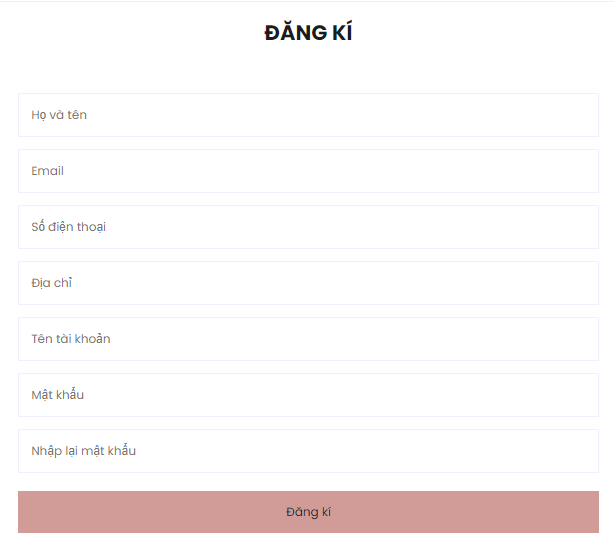 ĐĂNG KÍ
Họ và tên
Email
Số điện thoại
Địa chỉ
Tên tài khoản
Mật khẩu
Nhập lại mật khẩu
Đăng kí